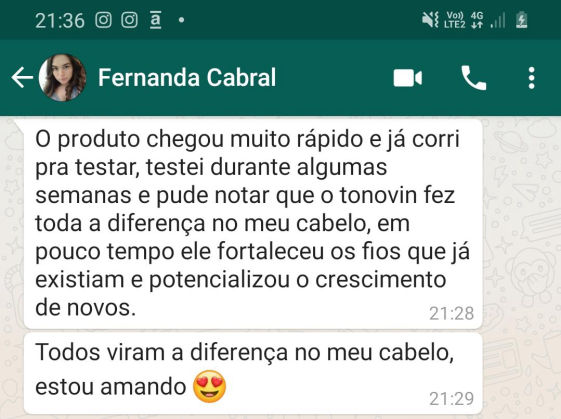 21:36
Vo)) 4G
LTE2
Fernanda Cabral
O produto chegou muito rápido e já corri
pra testar, testei durante algumas
semanas e pude notar que o tonovin fez
toda a diferença no meu cabelo, em
pouco tempo ele fortaleceu os fios que já
existiam e potencializou o crescimento
de novos.
21:28
Todos viram a diferença no meu cabelo,
estou amando 😍
21:29